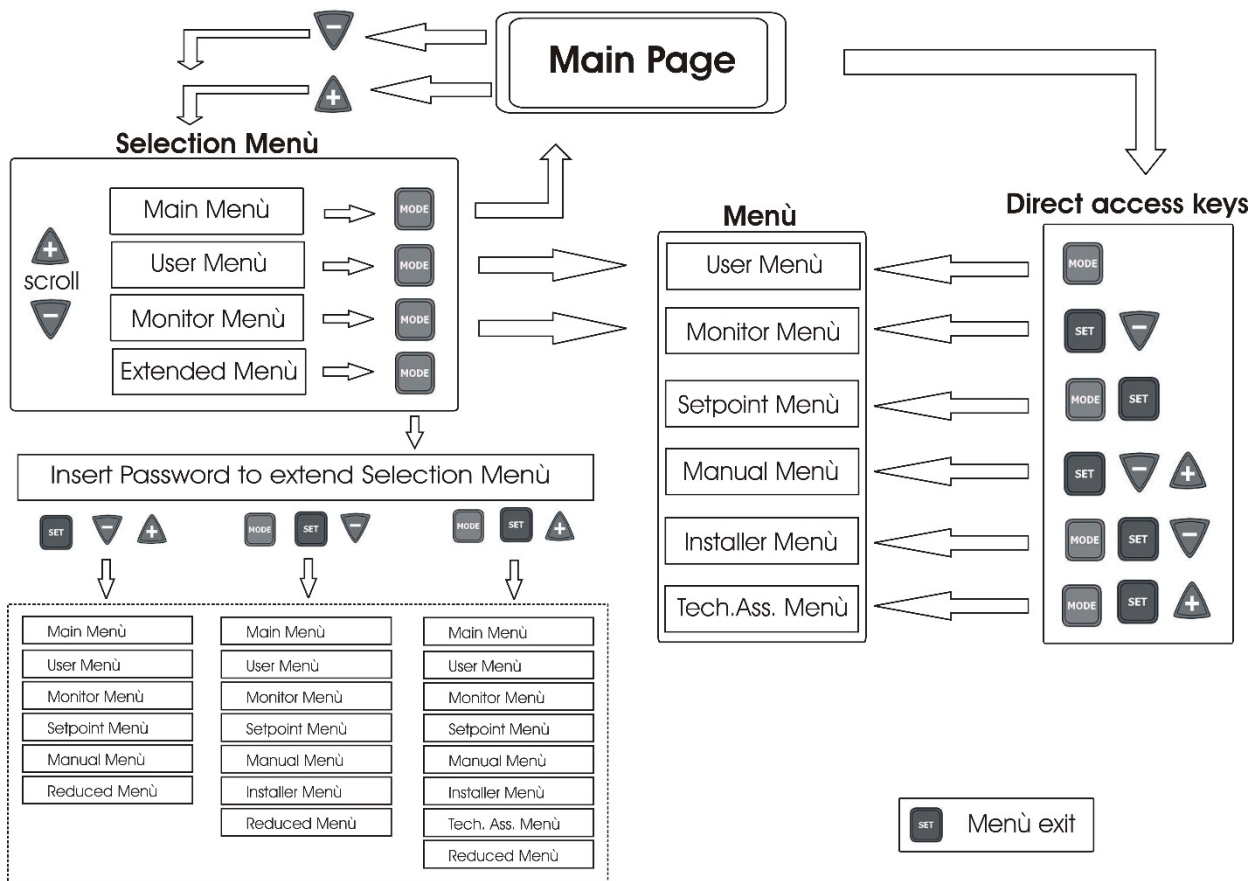 Main Page
−
+
Selection Menù
Main Menù
MODE
User Menù
MODE
Monitor Menù
MODE
Extended Menù
MODE
+
scroll
−
Insert Password to extend Selection Menù
SET − +
MODE SET −
MODE SET +
Main Menù
User Menù
Monitor Menù
Setpoint Menù
Manual Menù
Reduced Menù
Main Menù
User Menù
Monitor Menù
Setpoint Menù
Manual Menù
Installer Menù
Reduced Menù
Main Menù
User Menù
Monitor Menù
Setpoint Menù
Manual Menù
Installer Menù
Tech. Ass. Menù
Reduced Menù
Menù
User Menù
Monitor Menù
Setpoint Menù
Manual Menù
Installer Menù
Tech.Ass. Menù
Direct access keys
MODE
SET −
MODE SET
SET − +
MODE SET −
MODE SET +
SET Menù exit